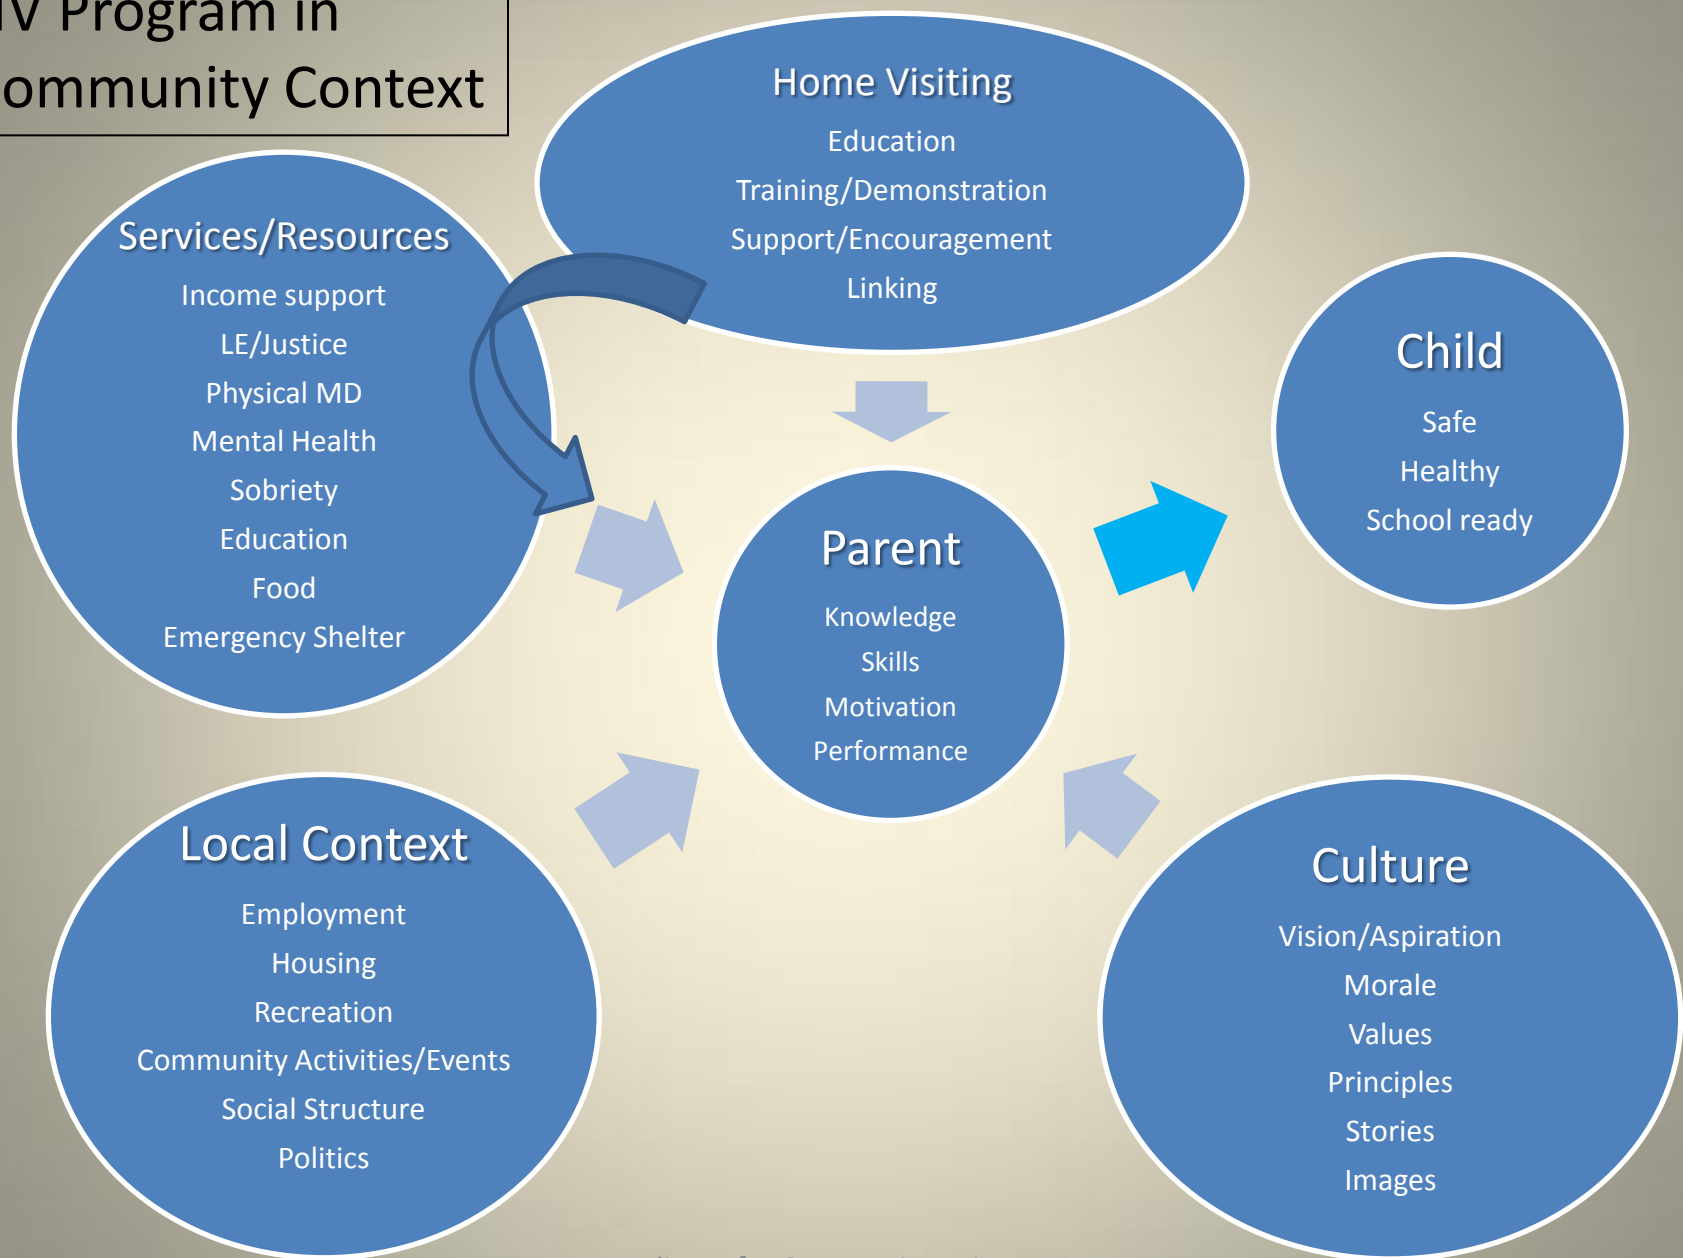 Program in
ommunity Context
Home Visiting
Education
Training/Demonstration
Support/Encouragement
Linking
Services/Resources
Income support
LE/Justice
Physical MD
Mental Health
Sobriety
Education
Food
Emergency Shelter
Child
Safe
Healthy
School ready
Parent
Knowledge
Skills
Motivation
Performance
Local Context
Employment
Housing
Recreation
Community Activities/Events
Social Structure
Politics
Culture
Vision/Aspiration
Morale
Values
Principles
Stories
Images